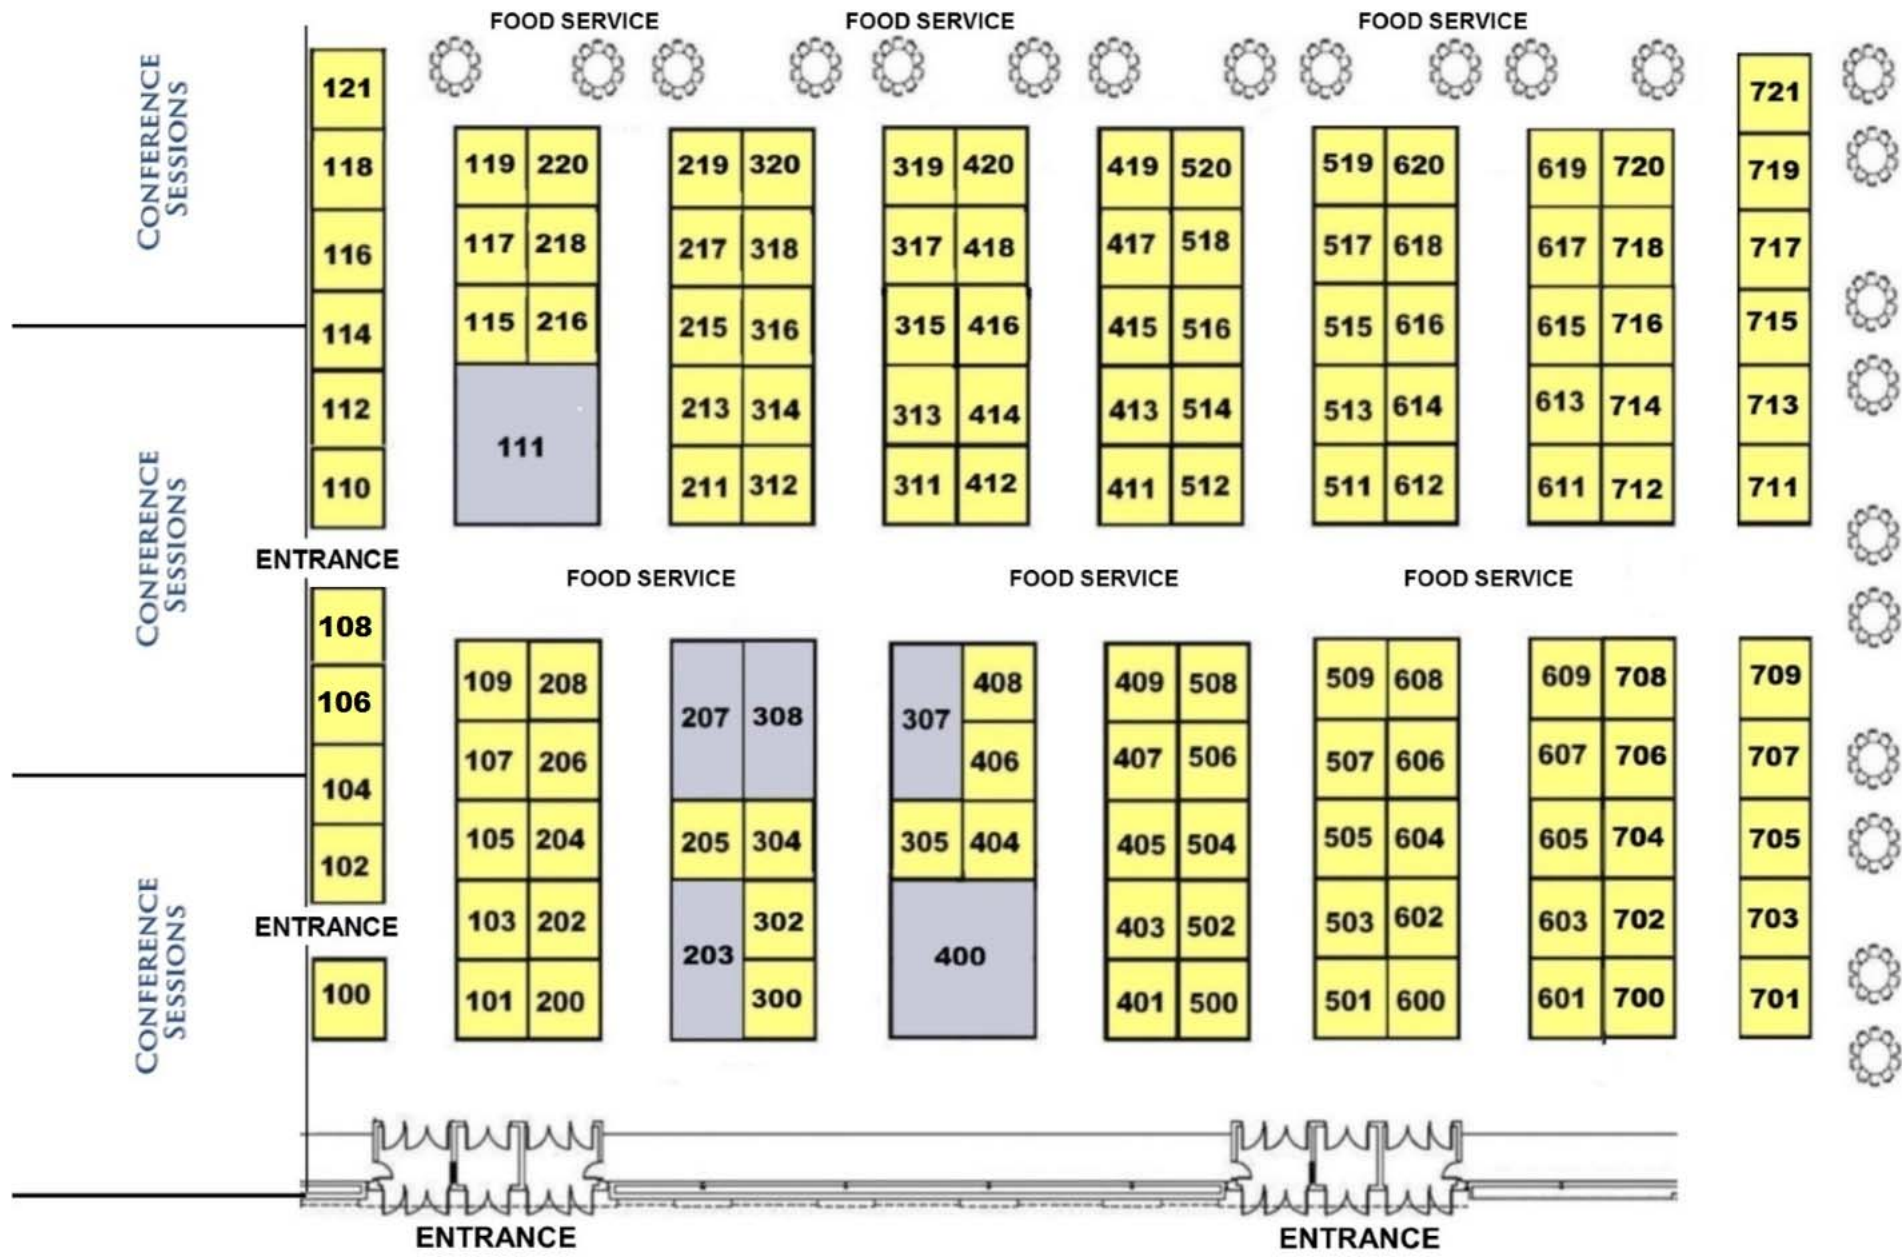 FOOD SERVICE FOOD SERVICE FOOD SERVICE
CONFERENCE
SESSIONS
CONFERENCE
SESSIONS
CONFERENCE
SESSIONS
121 721
118 119 220 219 320 319 420 419 520 519 620 619 720 719
116 117 218 217 318 317 418 417 518 517 618 617 718 717
114 115 216 215 316 315 416 415 516 515 616 615 716 715
112 111 213 314 313 414 413 514 513 614 613 714 713
110 211 312 311 412 411 512 511 612 611 712 711
ENTRANCE
FOOD SERVICE FOOD SERVICE FOOD SERVICE
108
106 109 208 207 308 307 408 409 508 509 608 609 708 709
104 107 206 406 407 506 507 606 607 706 707
102 105 204 205 304 305 404 405 504 505 604 605 704 705
ENTRANCE 103 202 203 302 400 403 502 503 602 603 702 703
100 101 200 300 401 500 501 600 601 700 701
ENTRANCE ENTRANCE